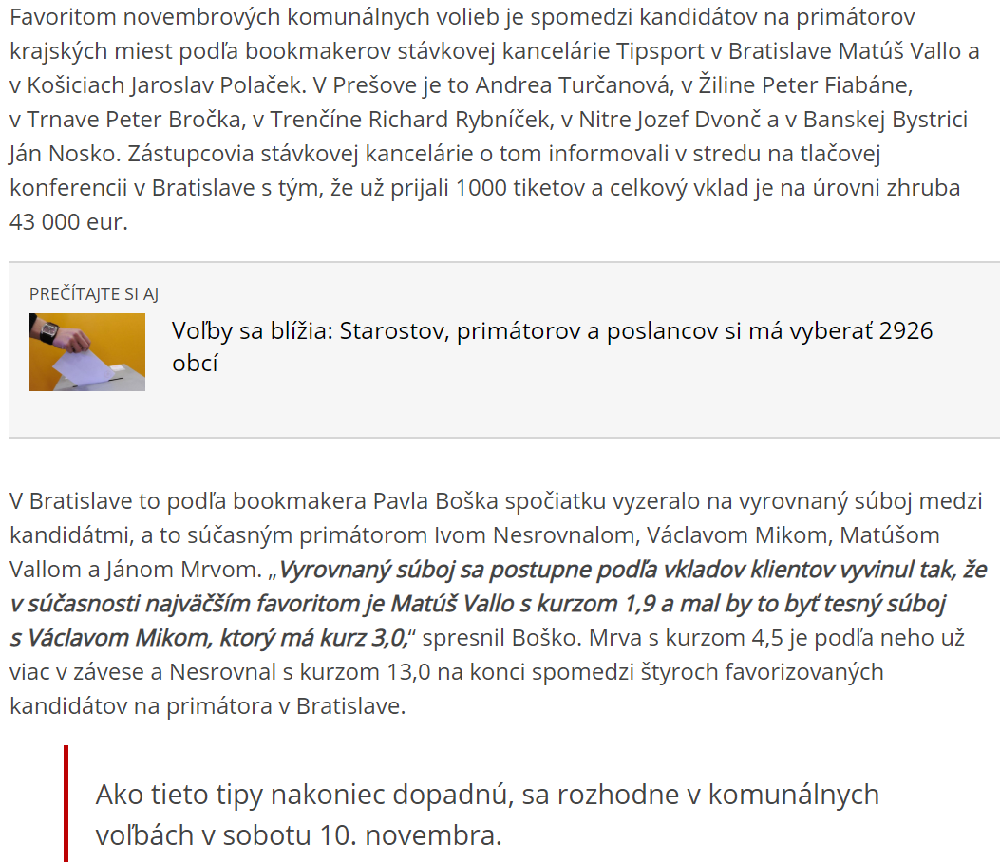 Favoritom novembrových komunálnych volieb je spomedzi kandidátov na primátorov
krajských miest podľa bookmakerov stávkovej kancelárie Tipsport v Bratislave Matúš Vallo a
v Košiciach Jaroslav Polaček. V Prešove je to Andrea Turčanová, v Žiline Peter Fiabáne,
v Trnave Peter Bročka, v Trenčíne Richard Rybníček, v Nitre Jozef Dvonč a v Banskej Bystrici
Ján Nosko. Zástupcovia stávkovej kancelárie o tom informovali v stredu na tlačovej
konferencii v Bratislave s tým, že už prijali 1000 tiketov a celkový vklad je na úrovni zhruba
43 000 eur.
PREČÍTAJTE SI AJ
Voľby sa blížia: Starostov, primátorov a poslancov si má vyberať 2926
obcí
V Bratislave to podľa bookmakera Pavla Boška spočiatku vyzeralo na vyrovnaný súboj medzi
kandidátmi, a to súčasným primátorom Ivom Nesrovnalom, Václavom Mikom, Matúšom
Vallom a Jánom Mrvom. „Vyrovnaný súboj sa postupne podľa vkladov klientov vyvinul tak, že
v súčasnosti najväčším favoritom je Matúš Vallo s kurzom 1,9 a mal by to byť tesný súboj
s Václavom Mikom, ktorý má kurz 3,0,“ spresnil Boško. Mrva s kurzom 4,5 je podľa neho už
viac v závese a Nesrovnal s kurzom 13,0 na konci spomedzi štyroch favorizovaných
kandidátov na primátora v Bratislave.
Ako tieto tipy nakoniec dopadnú, sa rozhodne v komunálnych
voľbách v sobotu 10. novembra.